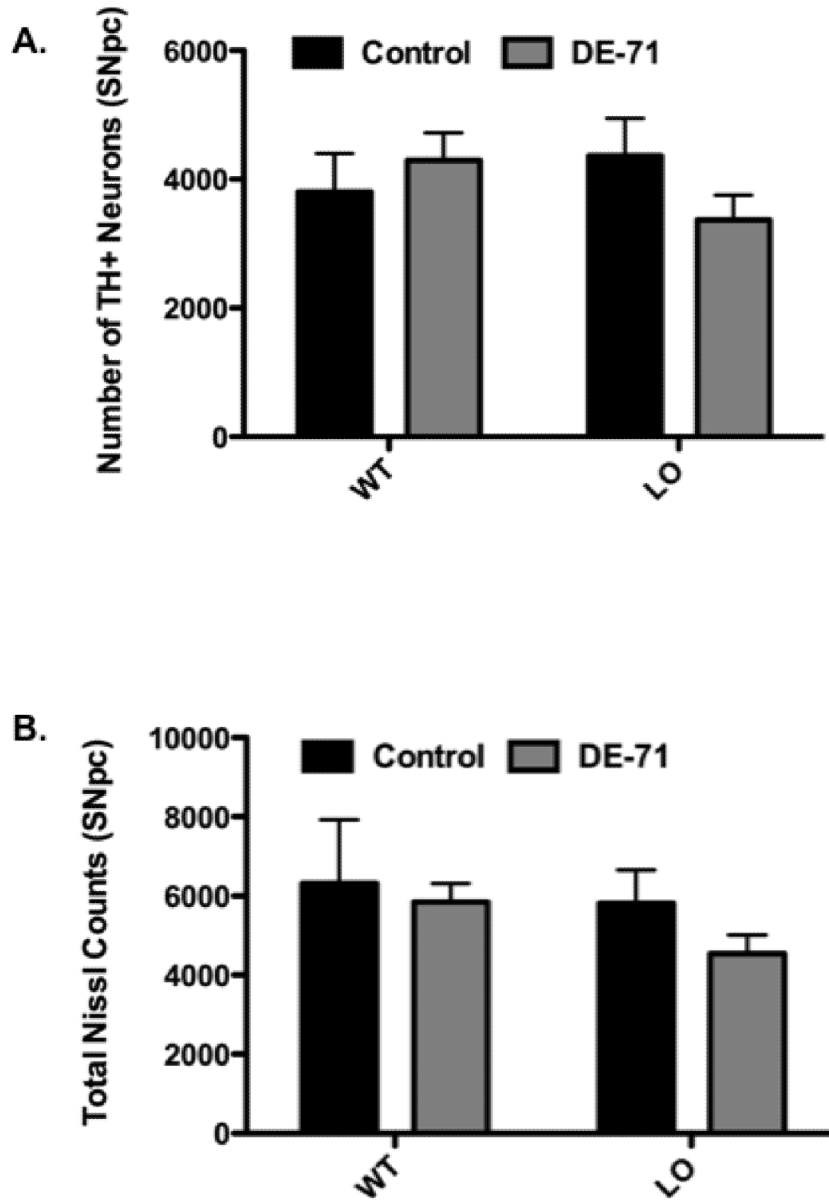 A.
Number of TH+ Neurons (SNpc)
Control DE-71
6000
4000
2000
0
WT LO
B.
Total Nissl Counts (SNpc)
Control DE-71
10000
8000
6000
4000
2000
0
WT LO